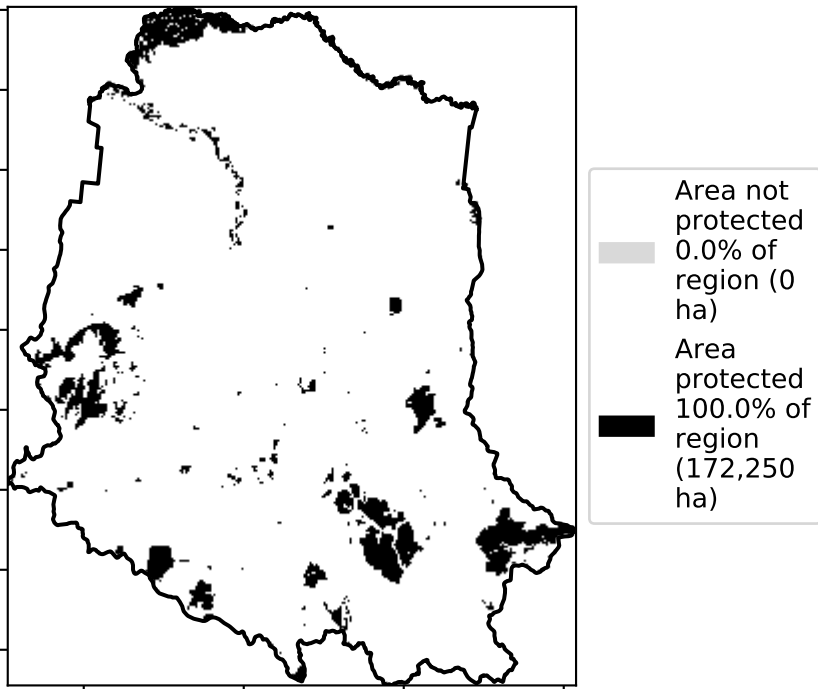 Area not
protected
0.0% of
region (0
ha)
Area
protected
100.0% of
region
(172,250
ha)